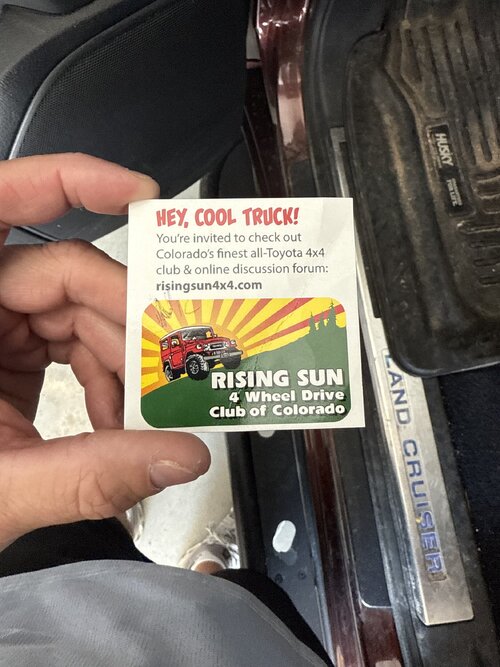 HEY, COOL TRUCK!
You're invited to check out
Colorado's finest all-Toyota 4x4
club & online discussion forum:
risingsun4x4.com
RISING SUN
4 Wheel Drive
Club of Colorado
HUSKY
LAND CRUISER